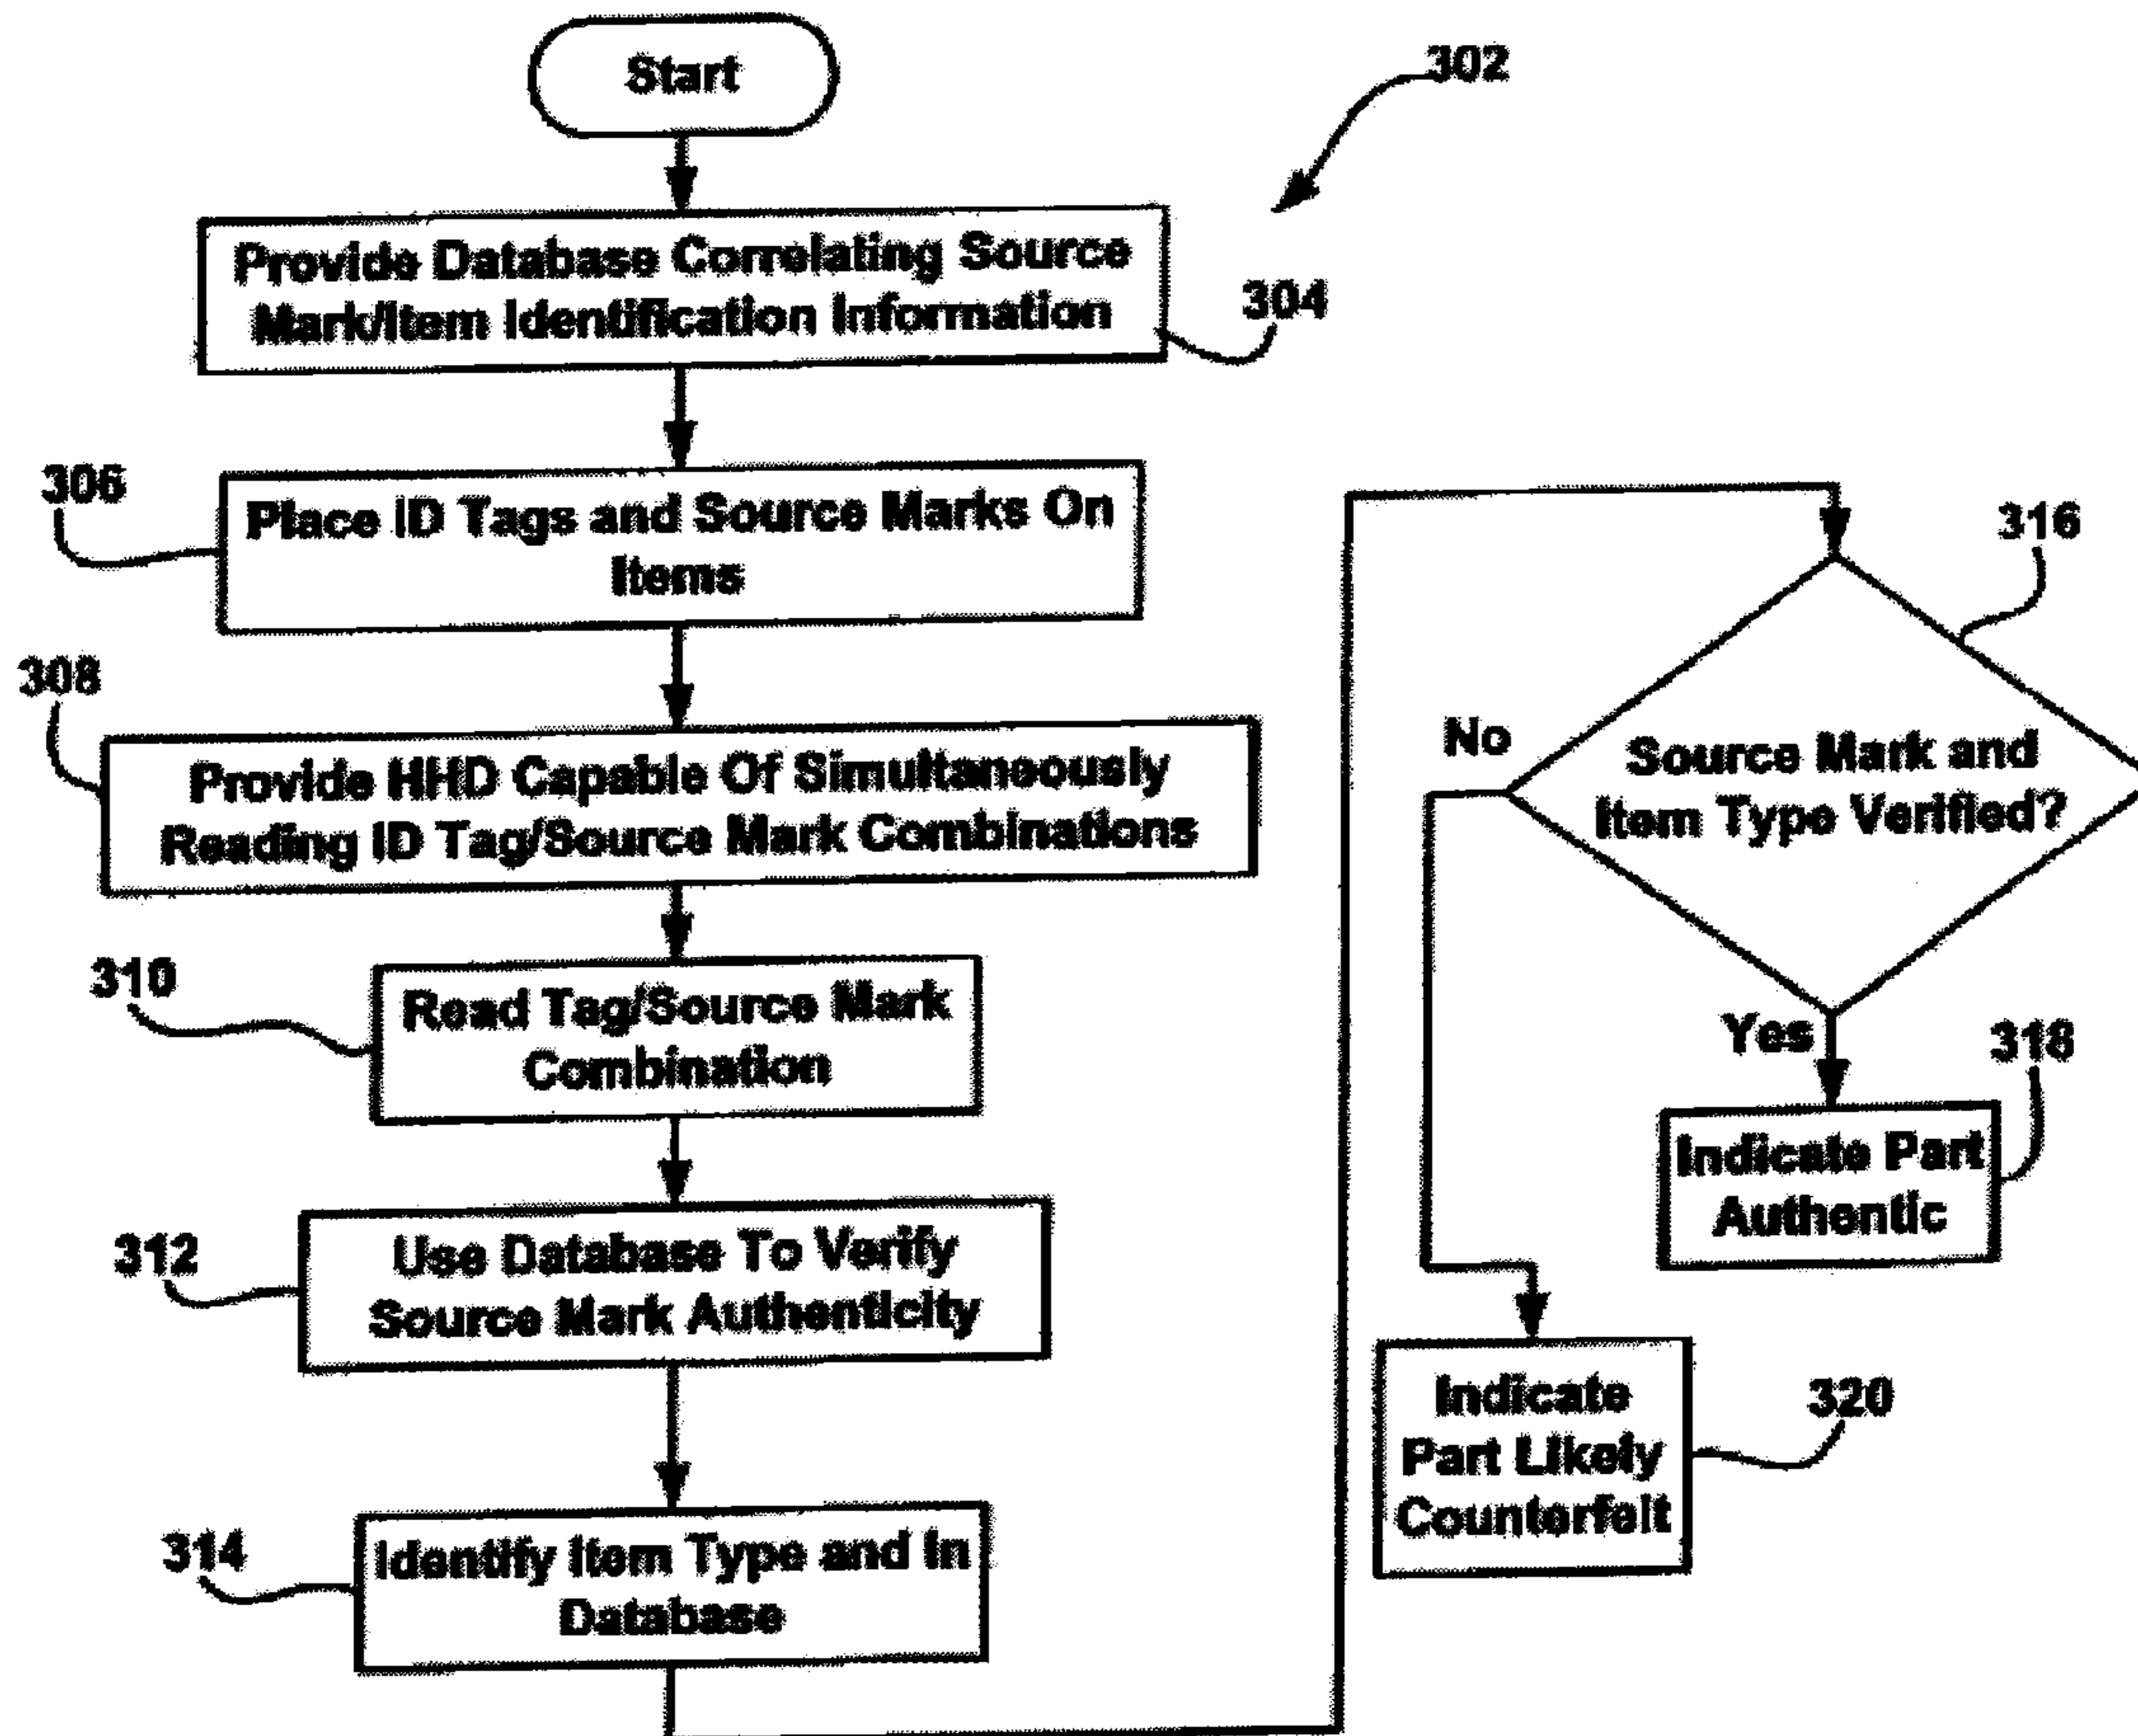 Start
302
Provide Database Correlating Source
Mark/Item Identification Information
304
306
Place ID Tags and Source Marks On
Items
308
Provide HHD Capable Of Simultaneously
Reading ID Tag/Source Mark Combinations
310
Read Tag/Source Mark
Combination
312
Use Database To Verify
Source Mark Authenticity
314
Identify Item Type and In
Database
316
Source Mark and
Item Type Verified?
No
Yes
318
Indicate Part
Authentic
320
Indicate
Part Likely
Counterfeit